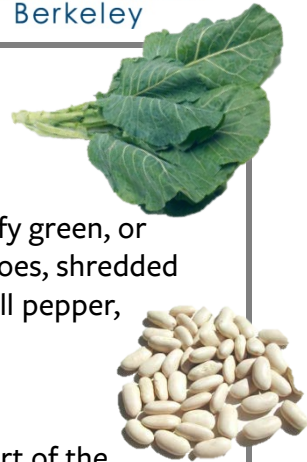 Berkeley
fy green, or
oes, shredded
ll pepper,
rt of the